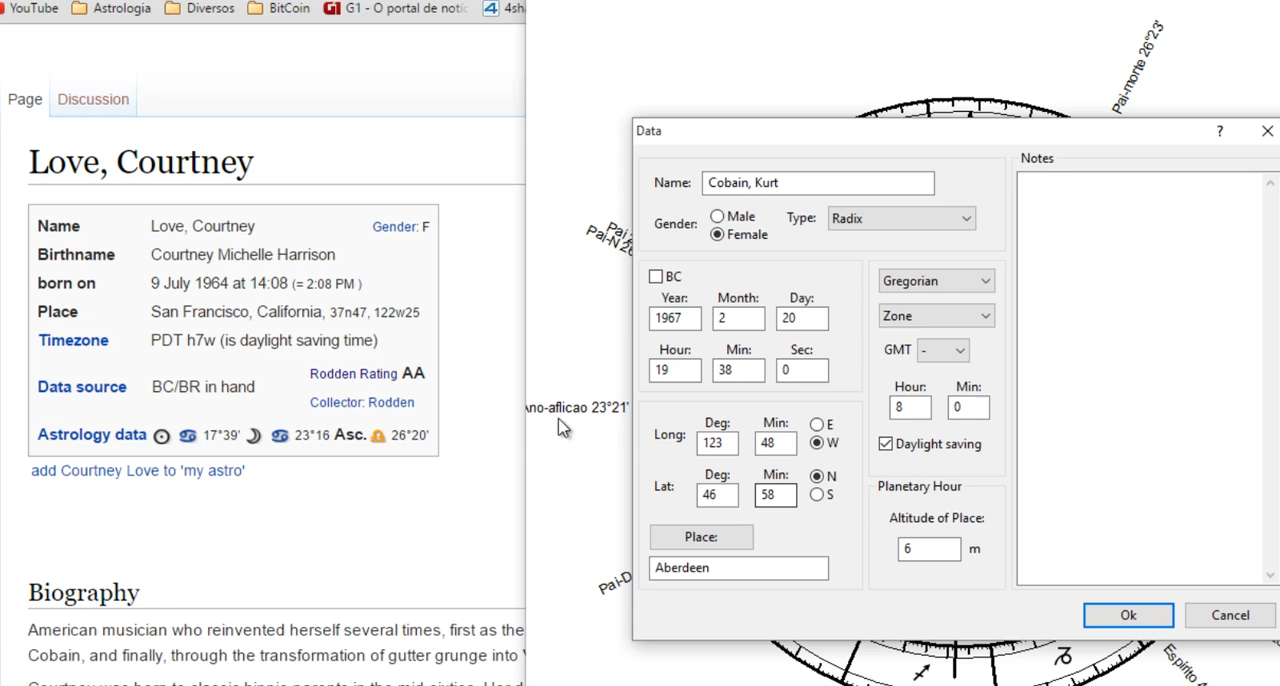 YouTube Astrologia Diversos BitCoin G1 - O portal de notíc
Page Discussion
Love, Courtney
Name Love, Courtney Gender: F
Birthname Courtney Michelle Harrison
born on 9 July 1964 at 14:08 (= 2:08 PM )
Place San Francisco, California, 37n47, 122w25
Timezone PDT h7w (is daylight saving time)
Data source BC/BR in hand Rodden Rating AA
Collector: Rodden
Astrology data 17°39' 23°16 Asc. 26°20'
add Courtney Love to 'my astro'
Biography
American musician who reinvented herself several times, first as the
Cobain, and finally, through the transformation of gutter grunge into
Pai-morte 26°23'
Pai-N
Ano-aflicao 23°21'
Pai-D
Espirito
Data ?
Name: Cobain, Kurt
Gender: Male
Female
Type: Radix
BC
Year: Month: Day:
1967 2 20
Hour: Min: Sec:
19 38 0
Gregorian
Zone
GMT -
Hour: Min:
8 0
Daylight saving
Long: Deg: Min: E
123 48 W
Lat: Deg: Min: N
46 58 S
Place:
Aberdeen
Planetary Hour
Altitude of Place:
6 m
Notes
Ok Cancel